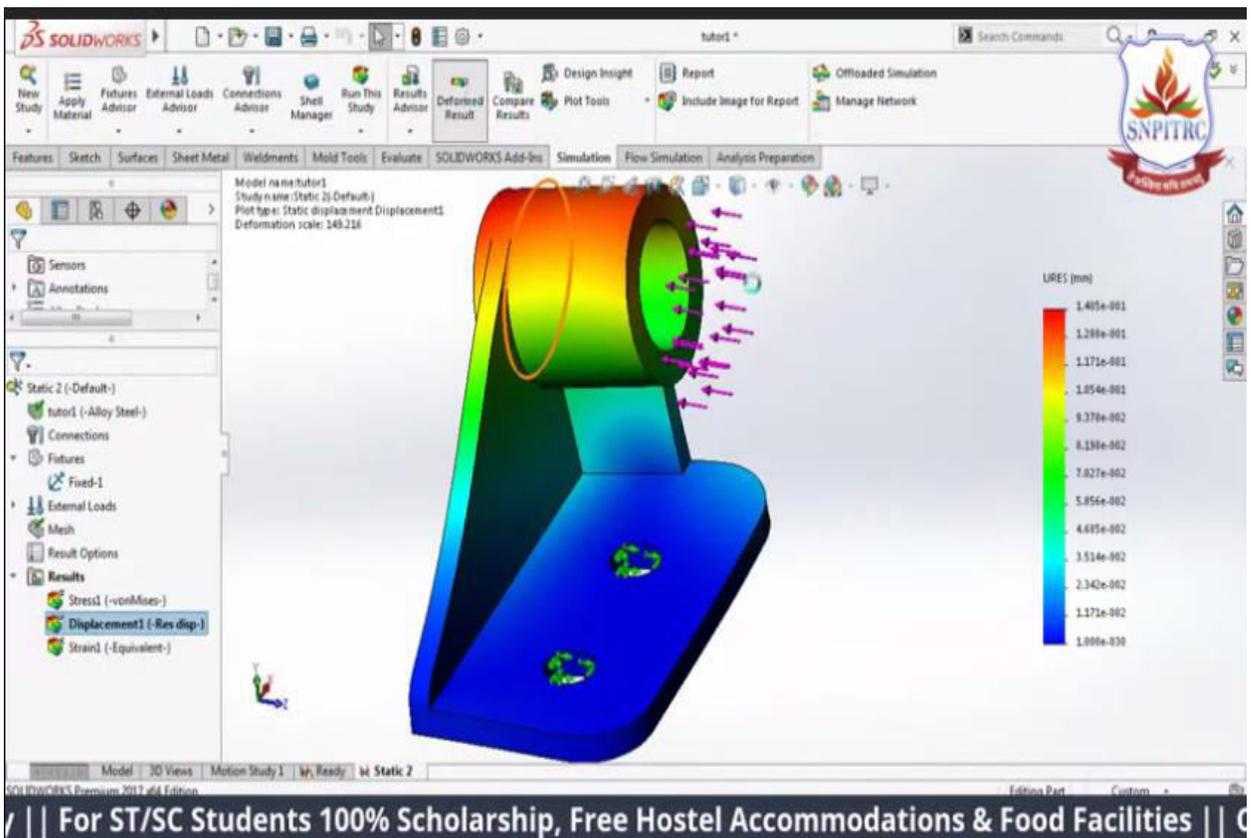 SOLIDWORKS
tutor1 *
Search Commands
New Study
Apply Material
Fixtures Advisor
External Loads Advisor
Connections Advisor
Shell Manager
Run This Study
Results Advisor
Deformed Result
Compare Results
Design Insight
Plot Tools
Report
Include Image for Report
Offloaded Simulation
Manage Network
SNPITRC
Features Sketch Surfaces Sheet Metal Weldments Mold Tools Evaluate SOLIDWORKS Add-Ins Simulation Flow Simulation Analysis Preparation
Model name:tutor1
Study name:Static 2(-Default-)
Plot type: Static displacement Displacement1
Deformation scale: 149.216
Sensors
Annotations
Static 2 (-Default-)
tutor1 (-Alloy Steel-)
Connections
Fixtures
Fixed-1
External Loads
Mesh
Result Options
Results
Stress1 (-vonMises-)
Displacement1 (-Res disp-)
Strain1 (-Equivalent-)
URES (mm)
1.405e-001
1.288e-001
1.171e-001
1.054e-001
9.370e-002
8.198e-002
7.027e-002
5.856e-002
4.685e-002
3.514e-002
2.342e-002
1.171e-002
1.000e-030
Y
X
Z
Model 3D Views Motion Study 1 Ready Static 2
SOLIDWORKS Premium 2017 x64 Edition
Editing Part Custom
|| For ST/SC Students 100% Scholarship, Free Hostel Accommodations & Food Facilities ||